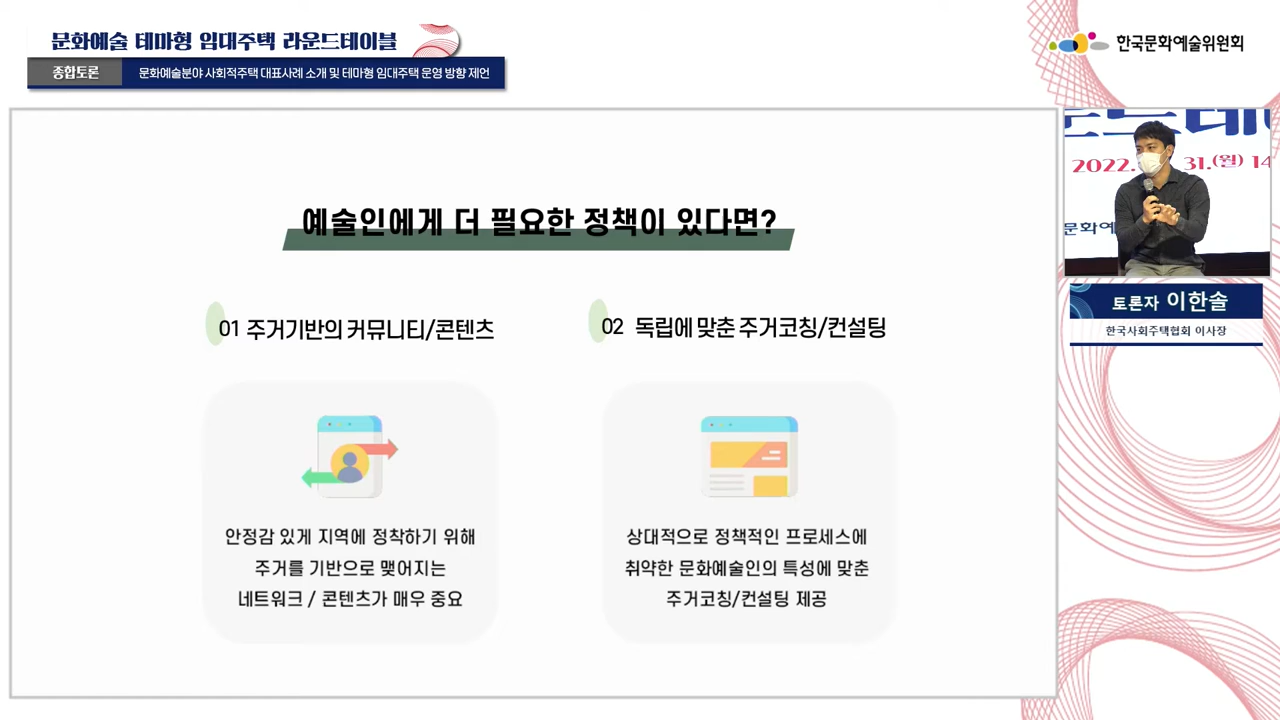 문화예술 테마형 임대주택 라운드테이블
종합토론
문화예술분야 사회적주택 대표사례 소개 및 테마형 임대주택 운영 방향 제언
한국문화예술위원회
예술인에게 더 필요한 정책이 있다면?
01 주거기반의 커뮤니티/콘텐츠
안정감 있게 지역에 정착하기 위해
주거를 기반으로 맺어지는
네트워크 / 콘텐츠가 매우 중요
02 독립에 맞춘 주거코칭/컨설팅
상대적으로 정책적인 프로세스에
취약한 문화예술인의 특성에 맞춘
주거코칭/컨설팅 제공
2022. 31.(월) 14
문화예
토론자 이한솔
한국사회주택협회 이사장